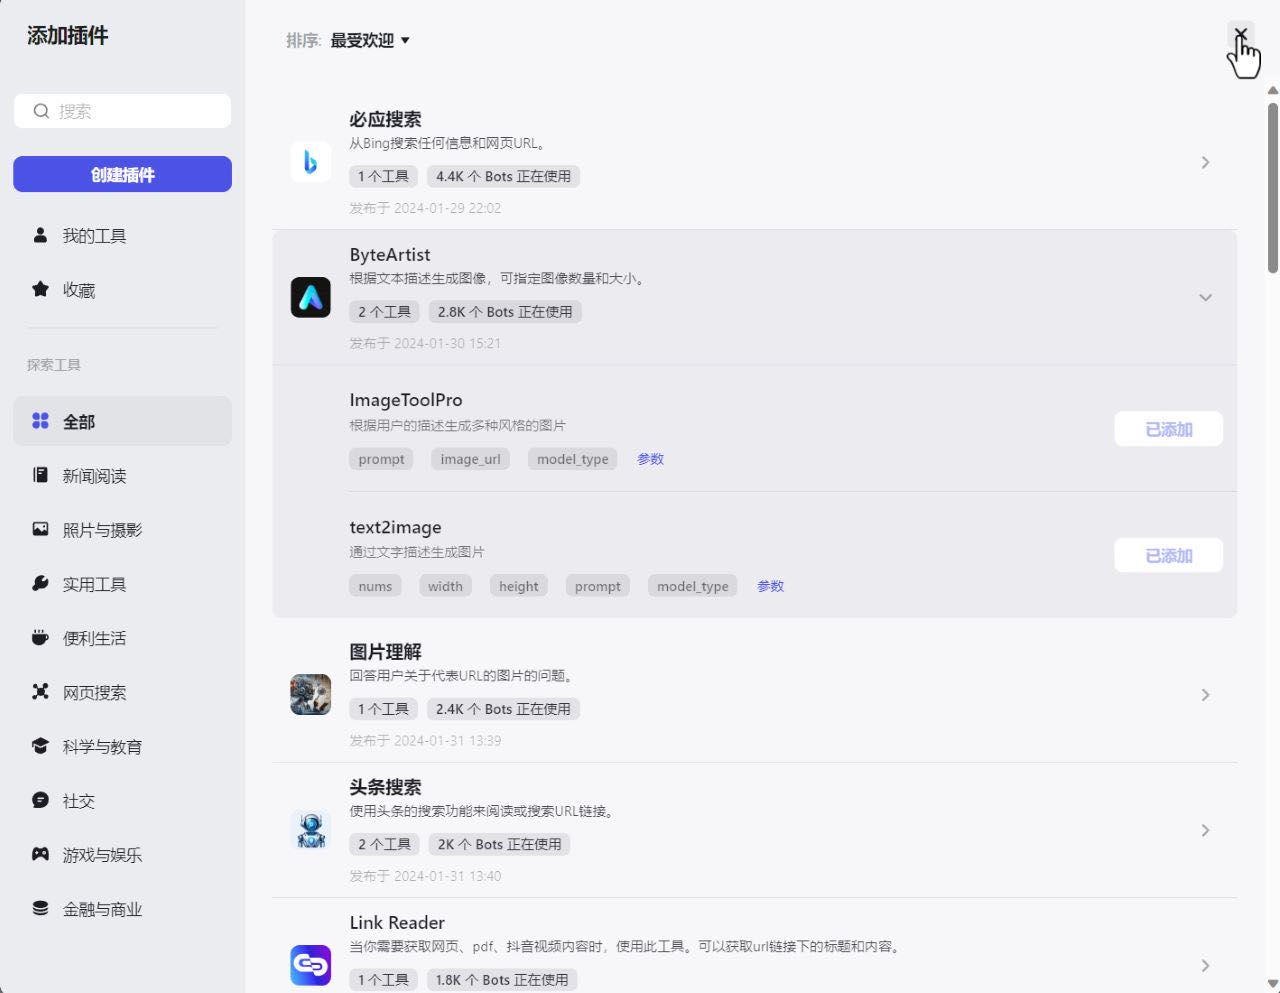 添加插件
搜索
创建插件
我的工具
收藏
探索工具
全部
新闻阅读
照片与摄影
实用工具
便利生活
网页搜索
科学与教育
社交
游戏与娱乐
金融与商业
排序: 最受欢迎
必应搜索
从Bing搜索任何信息和网页URL。
1 个工具 4.4K 个 Bots 正在使用
发布于 2024-01-29 22:02
ByteArtist
根据文本描述生成图像，可指定图像数量和大小。
2 个工具 2.8K 个 Bots 正在使用
发布于 2024-01-30 15:21
ImageToolPro
根据用户的描述生成多种风格的图片
prompt image_url model_type 参数
已添加
text2image
通过文字描述生成图片
nums width height prompt model_type 参数
已添加
图片理解
回答用户关于代表URL的图片的问题。
1 个工具 2.4K 个 Bots 正在使用
发布于 2024-01-31 13:39
头条搜索
使用头条的搜索功能来阅读或搜索URL链接。
2 个工具 2K 个 Bots 正在使用
发布于 2024-01-31 13:40
Link Reader
当你需要获取网页、pdf、抖音视频内容时，使用此工具。可以获取url链接下的标题和内容。
1 个工具 1.8K 个 Bots 正在使用